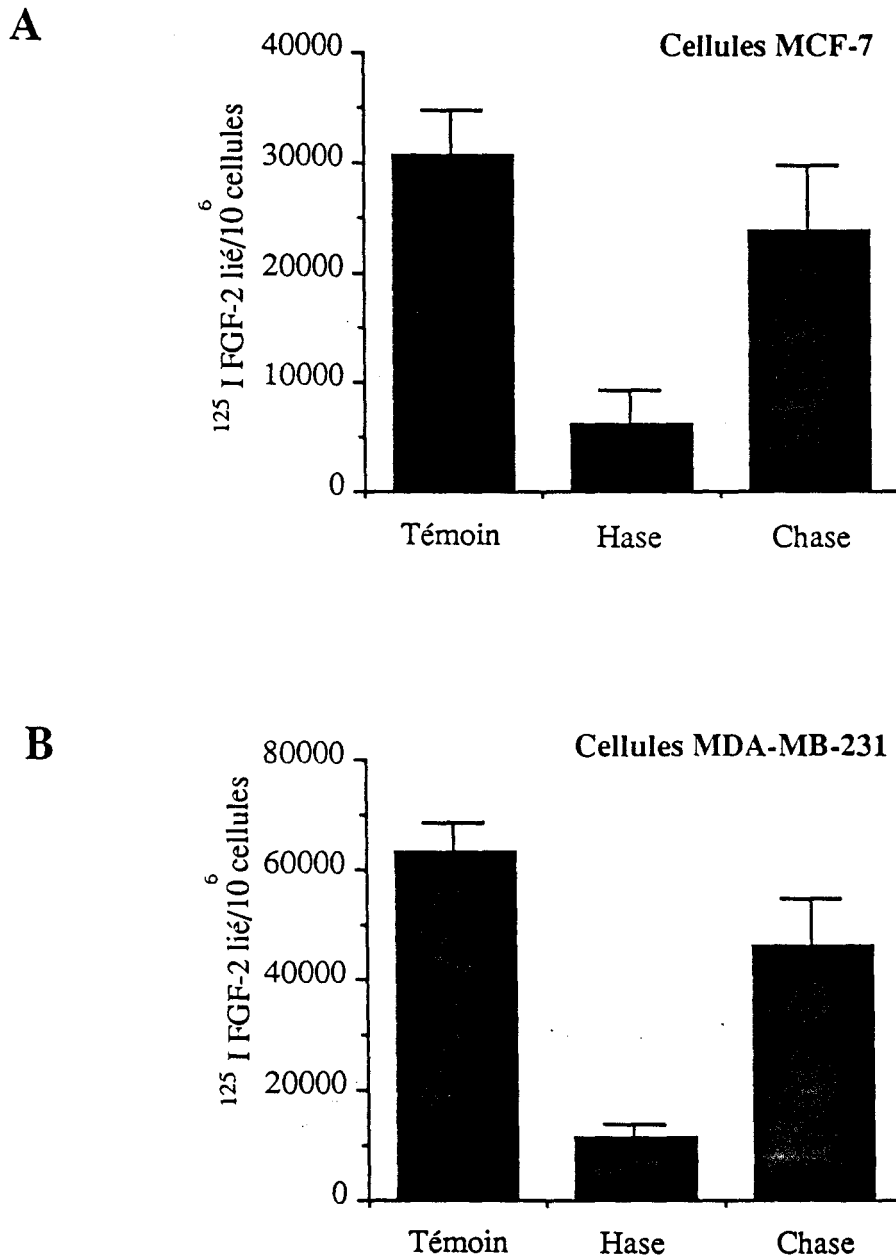 A
Cellules MCF-7
125 I FGF-2 lié/10 6 cellules
40000
30000
20000
10000
0
Témoin Hase Chase
B
Cellules MDA-MB-231
125 I FGF-2 lié/10 6 cellules
80000
60000
40000
20000
0
Témoin Hase Chase